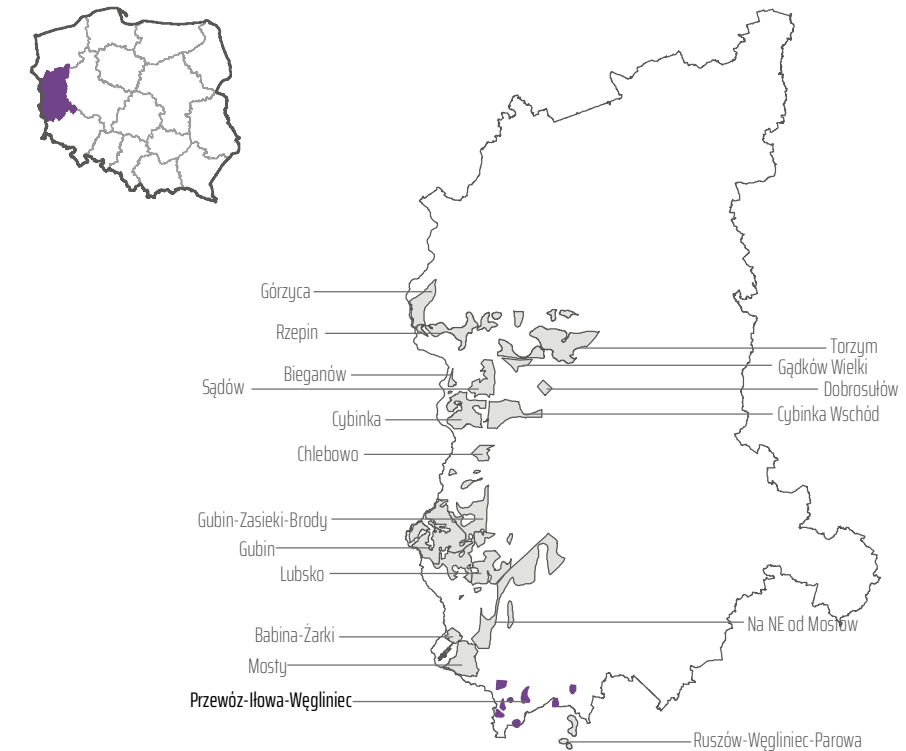 Górzyca
Rzepin
Torzym
Gądków Wielki
Bieganów
Sądów
Dobrosułów
Cybinka
Cybinka Wschód
Chlebowo
Gubin-Zasieki-Brody
Gubin
Lubsko
Na NE od Mostów
Babina-Żarki
Mosty
Przewóz-Iłowa-Węgliniec
Ruszów-Węgliniec-Parowa